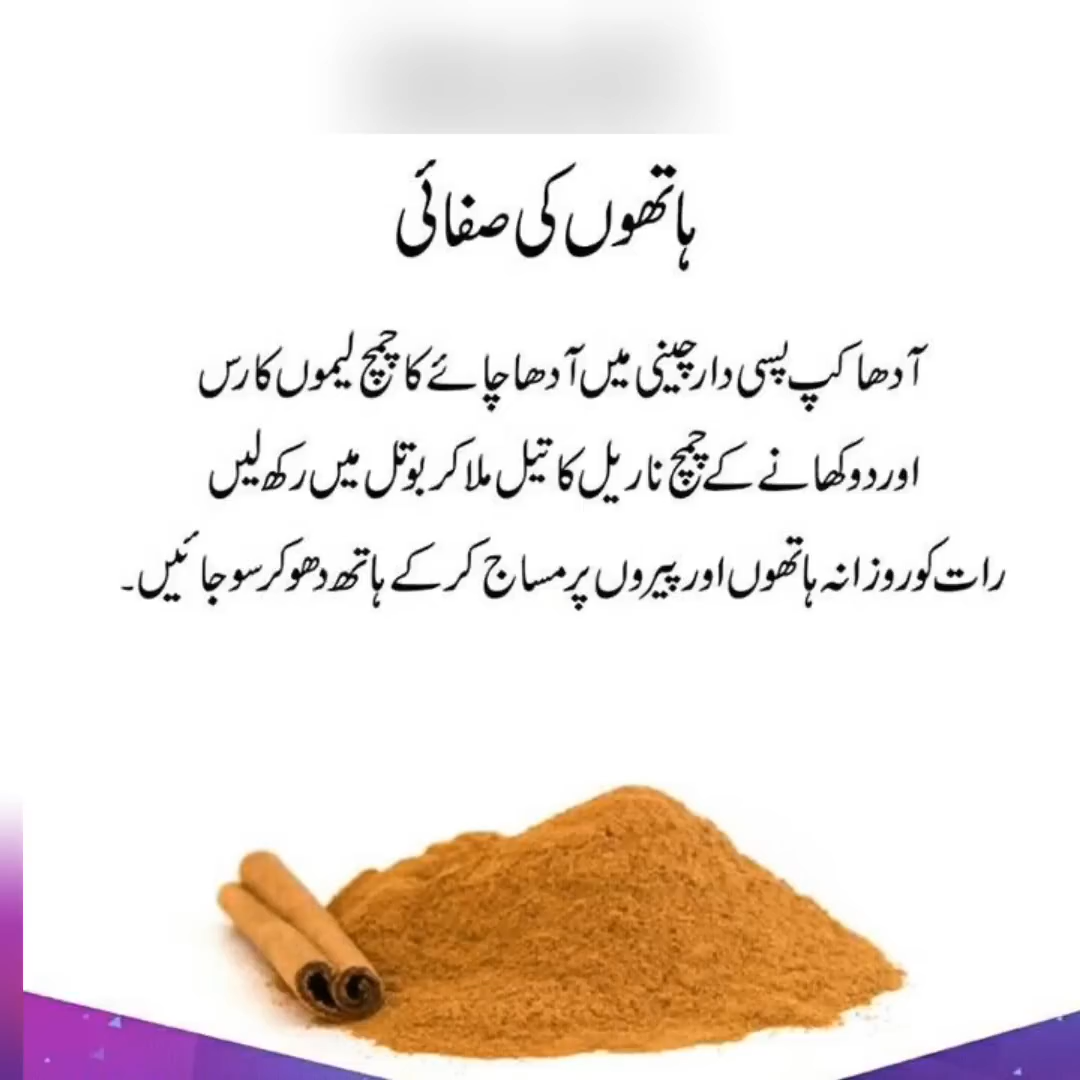 ہاتھوں کی صفائی
آدھا کپ پسی دار چینی میں آدھا چائے کا چمچ لیموں کا رس
اور دو کھانے کے چمچ ناریل کا تیل ملا کر بوتل میں رکھ لیں
رات کو روزانہ ہاتھوں اور پیروں پر مساج کر کے ہاتھ دھو کر سو جائیں۔